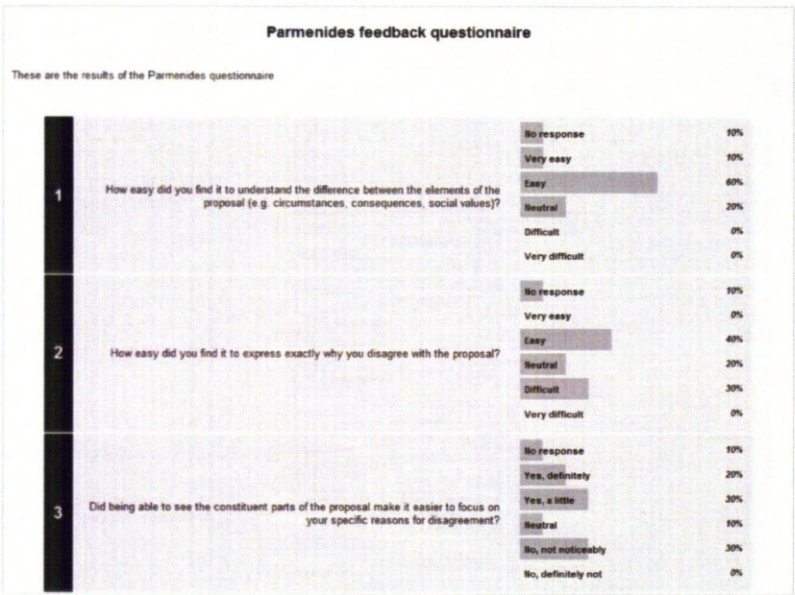 Parmenides feedback questionnaire
These are the results of the Parmenides questionnaire
1
How easy did you find it to understand the difference between the elements of the
proposal (e.g. circumstances, consequences, social values)?
No response 10%
Very easy 10%
Easy 60%
Neutral 20%
Difficult 0%
Very difficult 0%
2
How easy did you find it to express exactly why you disagree with the proposal?
No response 10%
Very easy 0%
Easy 40%
Neutral 20%
Difficult 30%
Very difficult 0%
3
Did being able to see the constituent parts of the proposal make it easier to focus on
your specific reasons for disagreement?
No response 10%
Yes, definitely 20%
Yes, a little 30%
Neutral 10%
No, not noticeably 30%
No, definitely not 0%